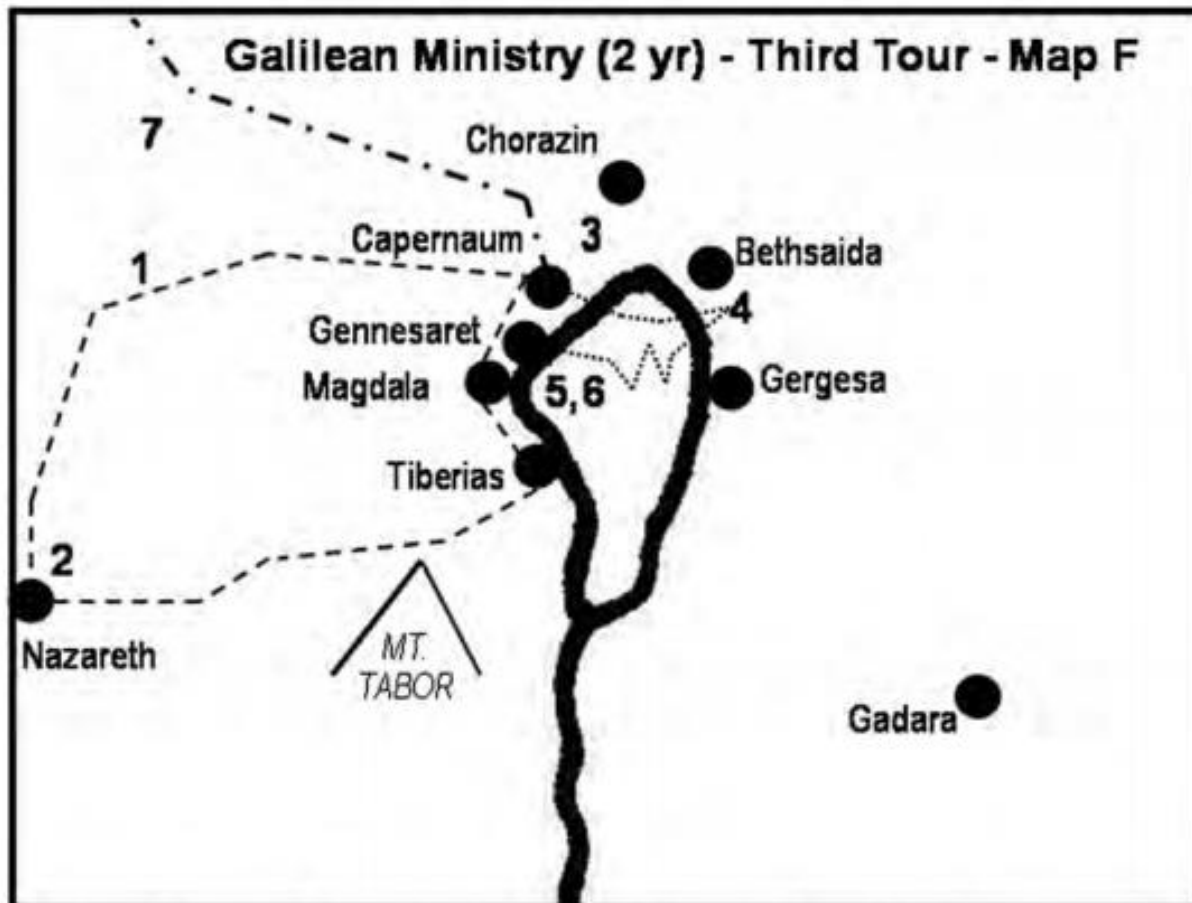 Galilean Ministry (2 yr) - Third Tour - Map F
7
Chorazin
3
Capernaum
Bethsaida
1
4
Gennesaret
Magdala
5,6
Gergesa
Tiberias
2
Nazareth
MT.
TABOR
Gadara